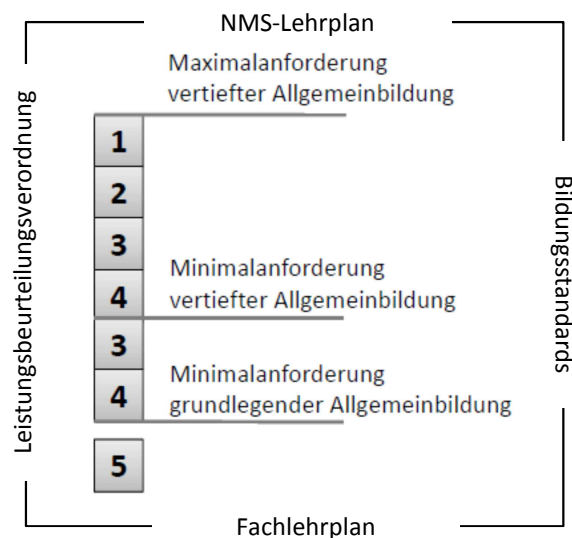 NMS-Lehrplan
Maximalanforderung
vertiefter Allgemeinbildung
Leistungsbeurteilungsverordnung
Bildungsstandards
1
2
3
Minimalanforderung
4
vertiefter Allgemeinbildung
3
Minimalanforderung
4
grundlegender Allgemeinbildung
5
Fachlehrplan